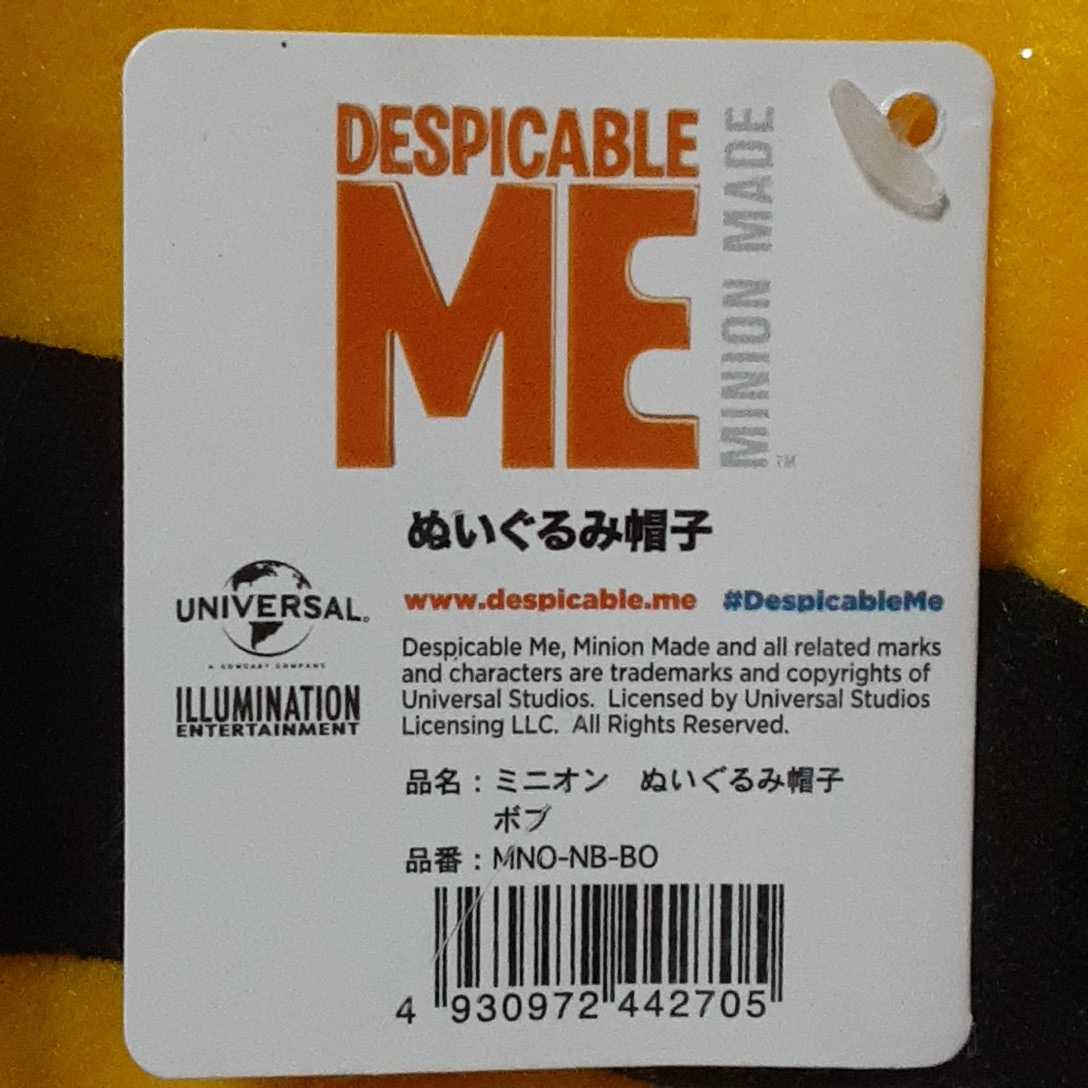 DESPICABLE
ME
MINION MADE
TM
ぬいぐるみ帽子
UNIVERSAL®
A COMCAST COMPANY
ILLUMINATION
ENTERTAINMENT
www.despicable.me #DespicableMe
Despicable Me, Minion Made and all related marks
and characters are trademarks and copyrights of
Universal Studios. Licensed by Universal Studios
Licensing LLC. All Rights Reserved.
品名：ミニオン　ぬいぐるみ帽子
ボブ
品番：MNO-NB-BO
4 930972 442705